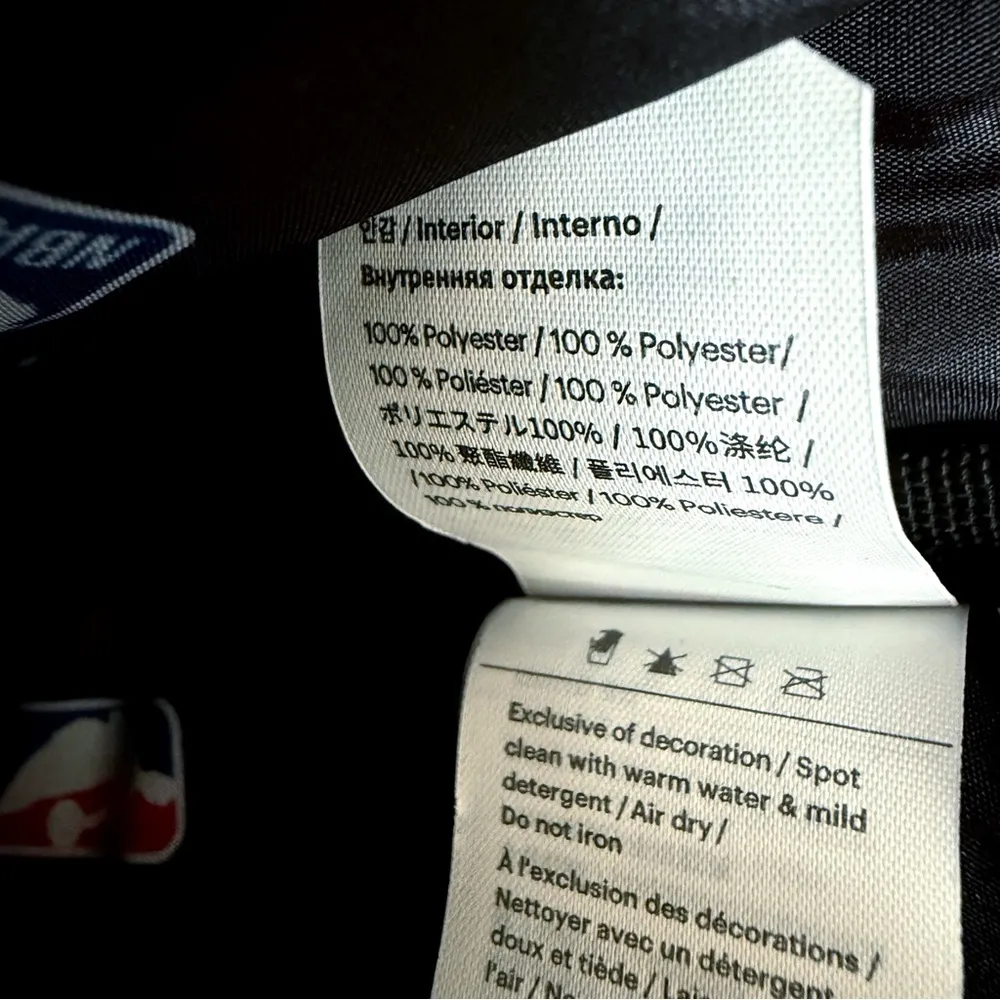 안감 / Interior / Interno /
Внутренняя отделка:
100% Polyester / 100 % Polyester/
100 % Poliéster / 100 % Polyester /
ポリエステル100% / 100%涤纶 /
100% 聚酯纖維 / 폴리에스터 100%
/100% Poliéster / 100% Poliestere /
100 % полиэстер
Exclusive of decoration / Spot
clean with warm water & mild
detergent / Air dry /
Do not iron
À l'exclusion des décorations /
Nettoyer avec un détergent
doux et tiède /
l'air /